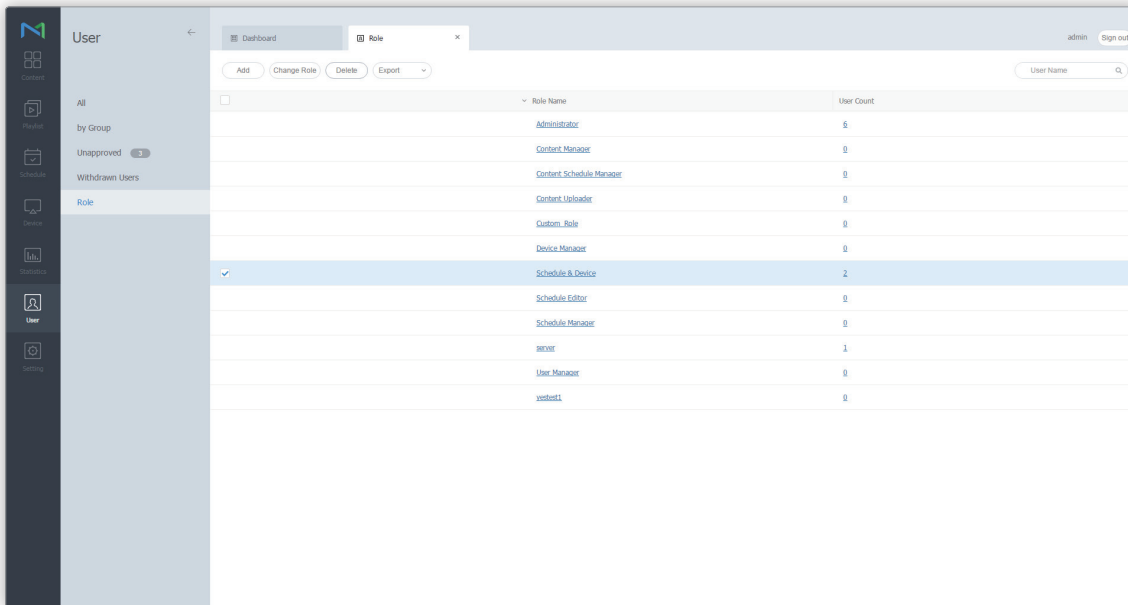 User
Dashboard
Role
admin
Sign out
Content
Playlist
Schedule
Device
Statistics
User
Setting
All
by Group
Unapproved 3
Withdrawn Users
Role
Add
Change Role
Delete
Export
User Name
Role Name User Count
Administrator 6
Content Manager 0
Content Schedule Manager 0
Content Uploader 0
Custom_Role 0
Device Manager 0
Schedule & Device 2
Schedule Editor 0
Schedule Manager 0
server 1
User Manager 0
vestest1 0